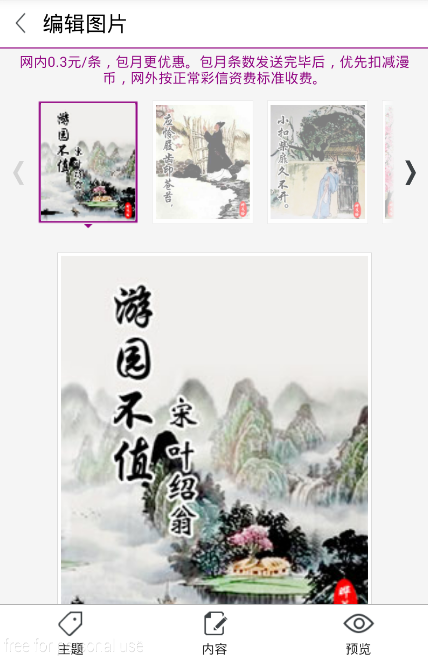 编辑图片
网内0.3元/条，包月更优惠。包月条数发送完毕后，优先扣减漫
币，网外按正常彩信资费标准收费。
游园不值
宋叶绍翁
应怜屐齿印苍苔，
小扣柴扉久不开。
游园不值
宋叶绍翁
free for personal use
主题
内容
预览